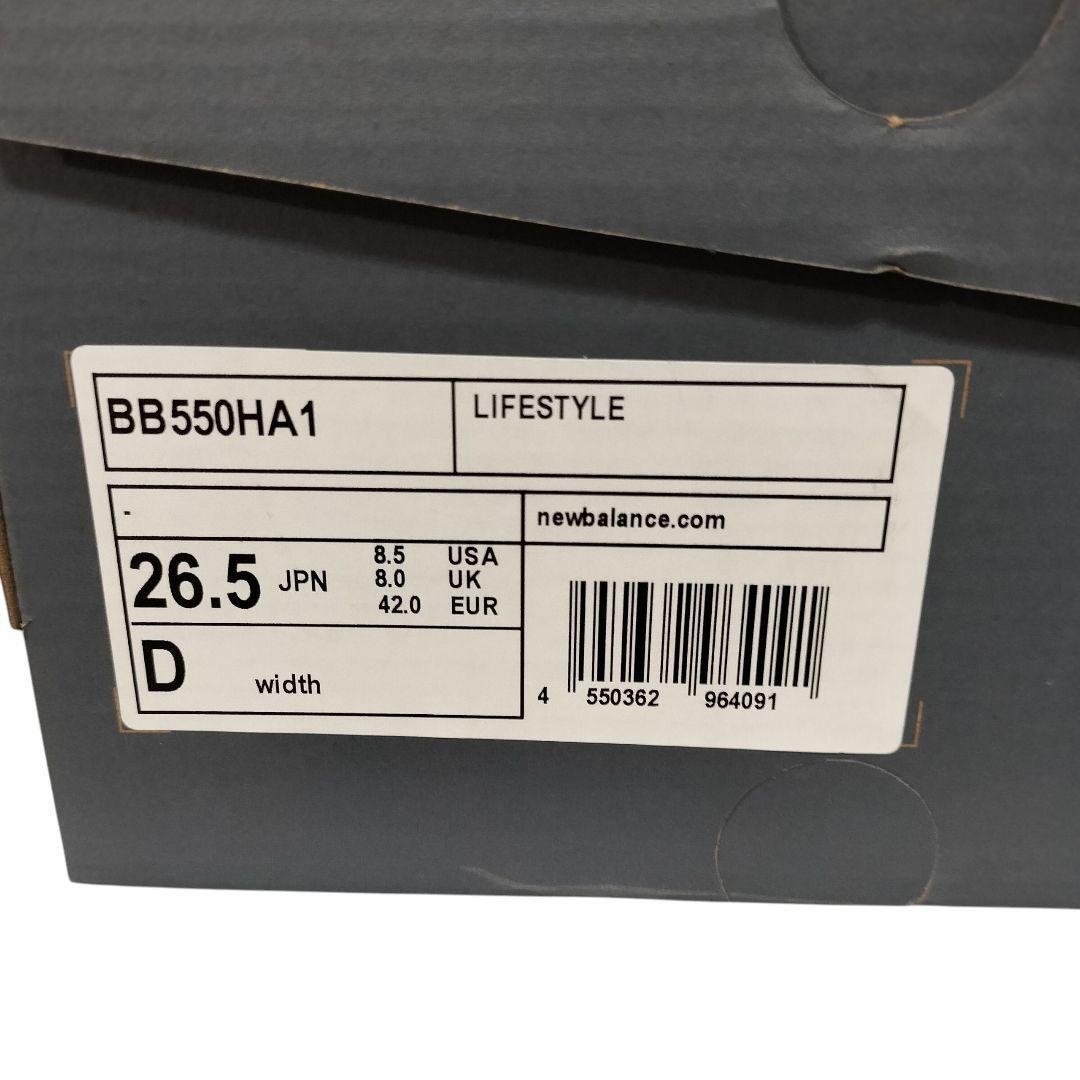 BB550HA1
LIFESTYLE
-
newbalance.com
26.5 JPN
8.5 USA
8.0 UK
42.0 EUR
D width
4 550362 964091